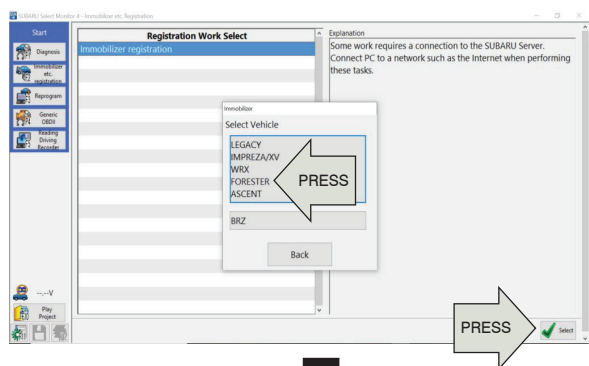 SUBARU Select Monitor 4 - Immobilizer etc. Registration
Start
Diagnosis
Immobilizer
etc.
registration
Reprogram
Generic
OBDII
Reading
Driving
Recorder
--.--V
Play
Project
Registration Work Select
Immobilizer registration
Explanation
Some work requires a connection to the SUBARU Server.
Connect PC to a network such as the Internet when performing
these tasks.
Immobilizer
Select Vehicle
LEGACY
IMPREZA/XV
WRX
FORESTER
ASCENT
PRESS
BRZ
Back
PRESS
Select